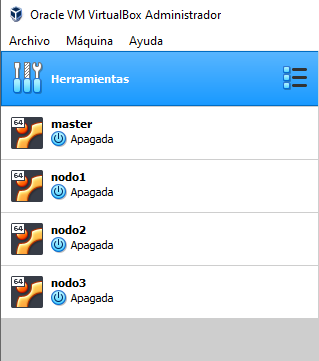 Oracle VM VirtualBox Administrador
Archivo Máquina Ayuda
Herramientas
64
master
Apagada
64
nodo1
Apagada
64
nodo2
Apagada
64
nodo3
Apagada